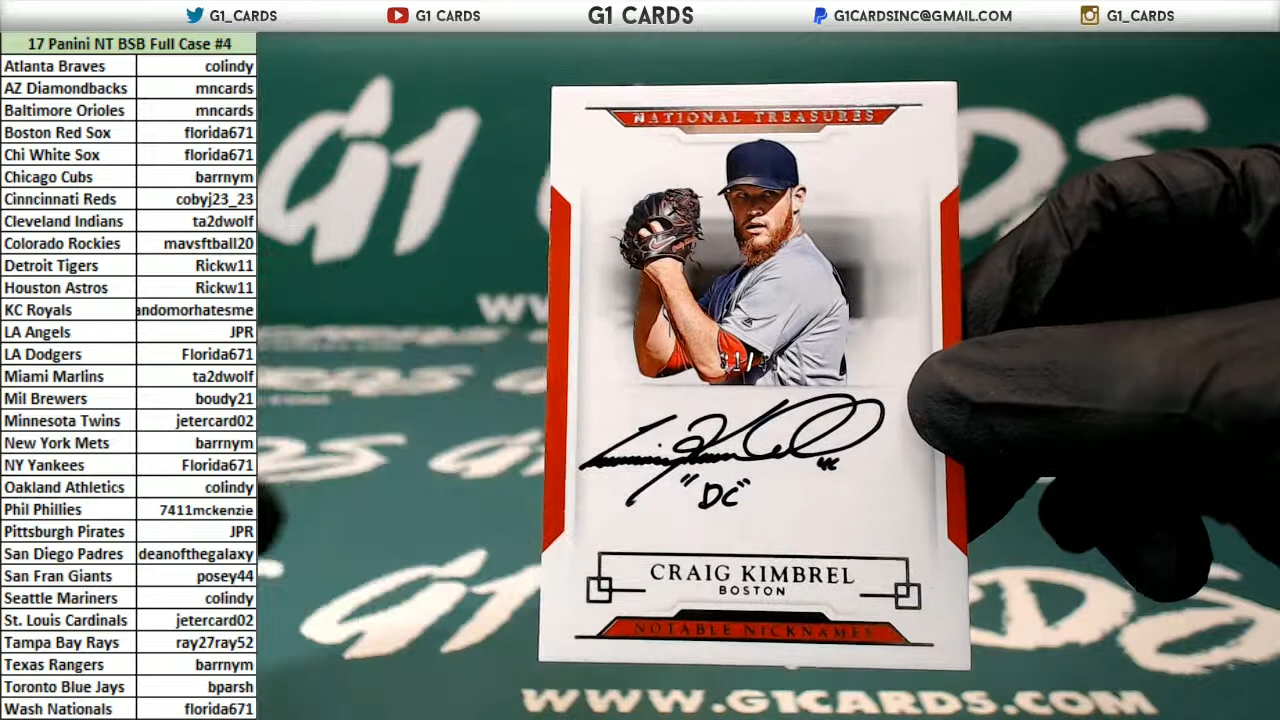 G1_CARDS
G1 CARDS
G1 CARDS
G1CARDSINC@GMAIL.COM
G1_CARDS
17 Panini NT BSB Full Case #4
Atlanta Braves colindy
AZ Diamondbacks mncards
Baltimore Orioles mncards
Boston Red Sox florida671
Chi White Sox florida671
Chicago Cubs barrnym
Cinncinnati Reds cobyj23_23
Cleveland Indians ta2dwolf
Colorado Rockies mavsftball20
Detroit Tigers Rickw11
Houston Astros Rickw11
KC Royals andomorhatesme
LA Angels JPR
LA Dodgers Florida671
Miami Marlins ta2dwolf
Mil Brewers boudy21
Minnesota Twins jetercard02
New York Mets barrnym
NY Yankees Florida671
Oakland Athletics colindy
Phil Phillies 7411mckenzie
Pittsburgh Pirates JPR
San Diego Padres deanofthegalaxy
San Fran Giants posey44
Seattle Mariners colindy
St. Louis Cardinals jetercard02
Tampa Bay Rays ray27ray52
Texas Rangers barrnym
Toronto Blue Jays bparsh
Wash Nationals florida671
G1
NATIONAL TREASURES
46
"DC"
CRAIG KIMBREL
BOSTON
NOTABLE NICKNAMES
G1
WWW.G1CARDS.COM